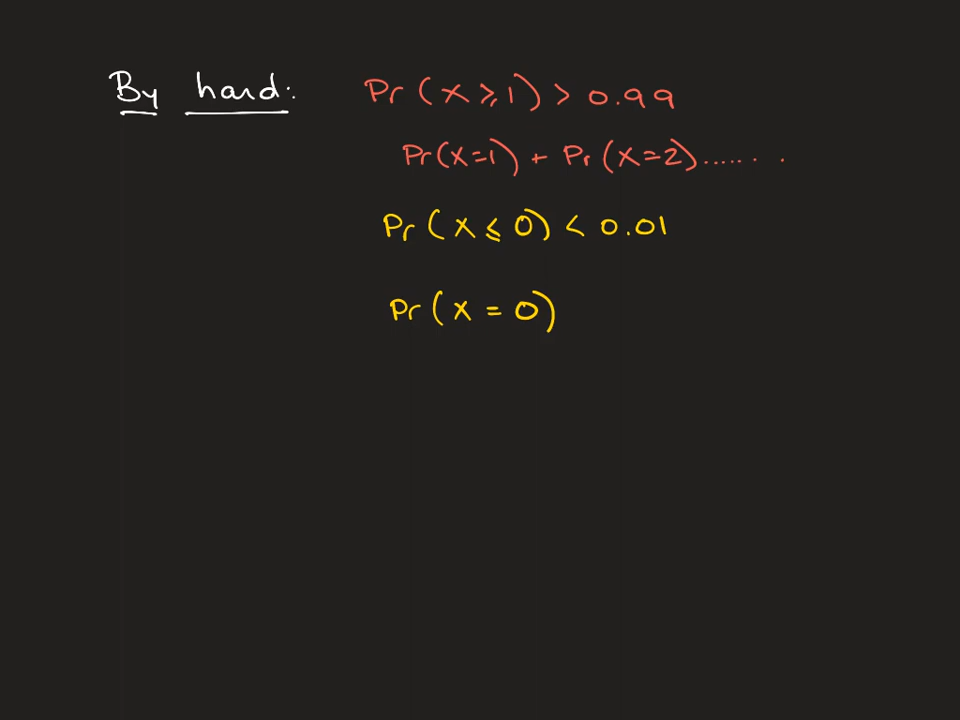 By hand: Pr(X≥1) > 0.99
Pr(X=1) + Pr(X=2).......
Pr(X≤0) < 0.01
Pr(X=0)